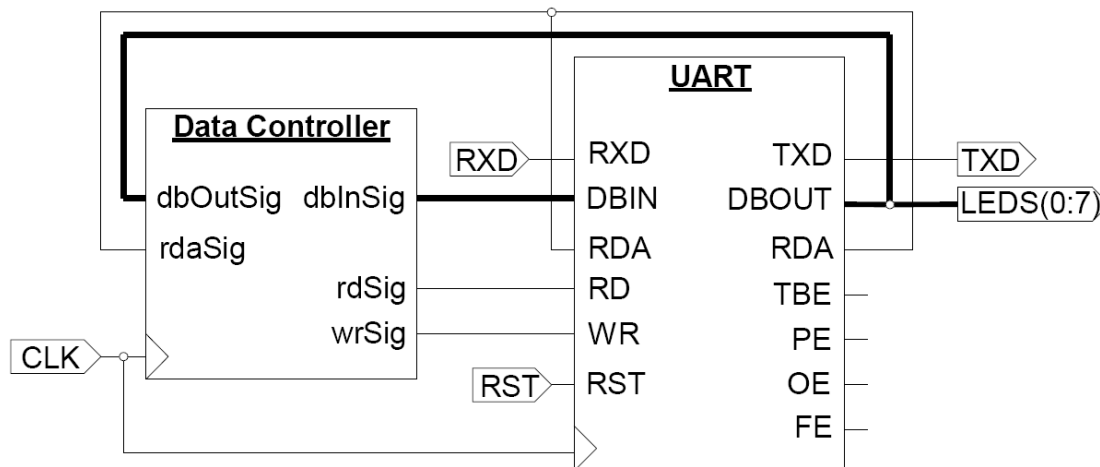 UART
Data Controller
RXD
RXD
TXD
TXD
dbOutSig
dbInSig
DBIN
DBOUT
LEDS(0:7)
rdaSig
RDA
RDA
rdSig
RD
TBE
wrSig
WR
PE
CLK
RST
RST
OE
FE